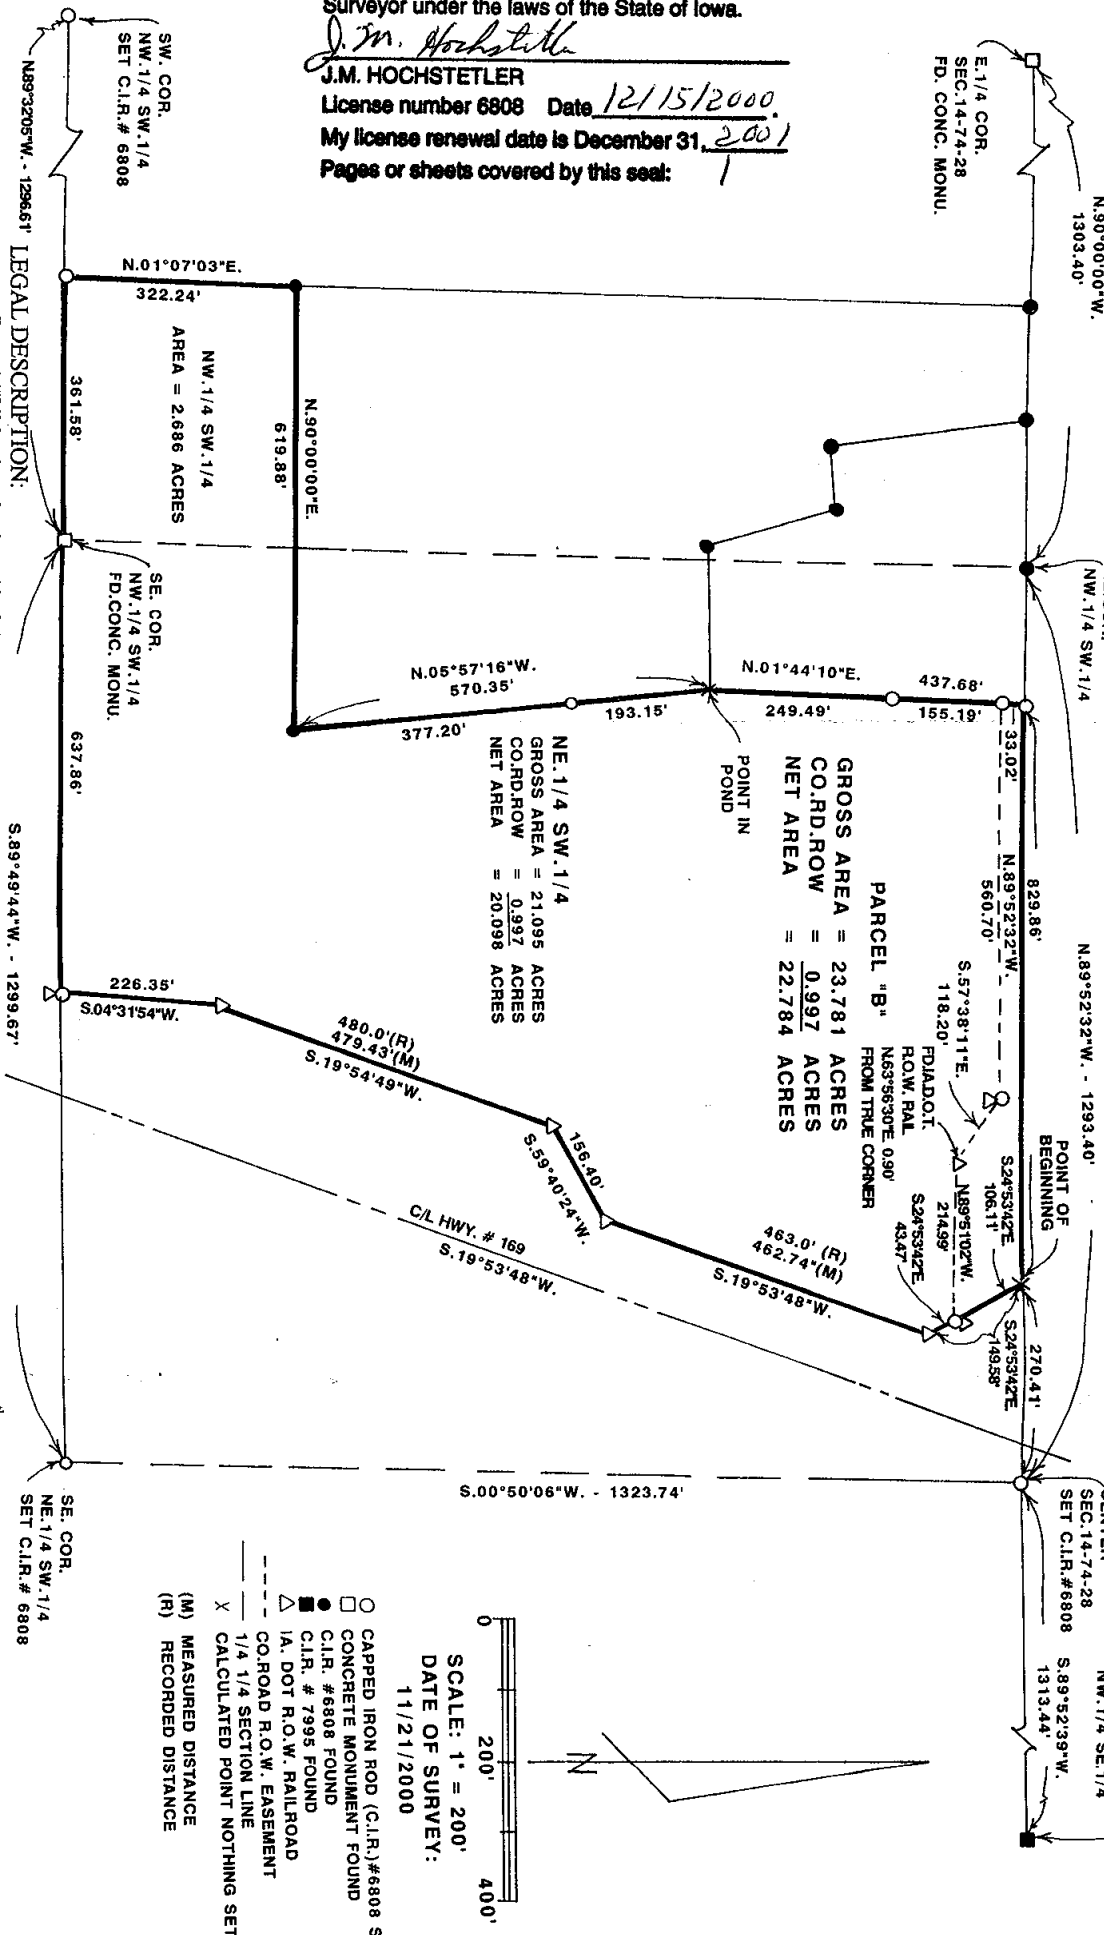 Surveyor under the laws of the State of Iowa.
J.M. Hochstetler
J.M. HOCHSTETLER
License number 6808 Date 12/15/2000.
My license renewal date is December 31, 2001
Pages or sheets covered by this seal: 1
SW. COR.
NW.1/4 SW.1/4
SET C.I.R.# 6808
N.89°32'05"W. - 1296.61'
E.1/4 COR.
SEC.14-74-28
FD. CONC. MONU.
N.90°00'00"W.
1303.40'
NW.1/4 SW.1/4
N.01°07'03"E.
322.24'
NW.1/4 SW.1/4
AREA = 2.686 ACRES
361.58'
N.90°00'00"E.
619.88'
LEGAL DESCRIPTION:
SE. COR.
NW.1/4 SW.1/4
FD.CONC. MONU.
637.86'
S.89°49'44"W. - 1299.67'
N.05°57'16"W.
570.35'
377.20'
193.15'
N.01°44'10"E.
249.49'
437.68'
155.19'
33.02'
POINT IN
POND
829.86'
N.89°52'32"W.
560.70'
N.89°52'32"W. - 1293.40'
PARCEL "B"
GROSS AREA = 23.781 ACRES
CO.RD.ROW = 0.997 ACRES
NET AREA = 22.784 ACRES
NE.1/4 SW.1/4
GROSS AREA = 21.095 ACRES
CO.RD.ROW = 0.997 ACRES
NET AREA = 20.098 ACRES
S.57°38'11"E.
118.20'
FD.IA.D.O.T.
R.O.W. RAIL
N.63°56'30"E. 0.90'
FROM TRUE CORNER
POINT OF
BEGINNING
S.24°53'42"E.
106.11'
N.89°51'02"W.
214.99'
S.24°53'42"E.
43.47'
S.24°53'42"E.
149.58'
270.41'
226.35'
S.04°31'54"W.
480.0'(R)
479.43'(M)
S.19°54'49"W.
156.40'
S.59°40'24"W.
463.0' (R)
462.74"(M)
S.19°53'48"W.
C/L HWY. # 169
S.19°53'48"W.
S.00°50'06"W. - 1323.74'
SEC.14-74-28
SET C.I.R.#6808
NW.1/4 SE.1/4
S.89°52'39"W.
1313.44'
SE. COR.
NE.1/4 SW.1/4
SET C.I.R.# 6808
0 200' 400'
SCALE: 1" = 200'
DATE OF SURVEY:
11/21/2000
N
○ CAPPED IRON ROD (C.I.R.)#6808 S
□ CONCRETE MONUMENT FOUND
● C.I.R. #6808 FOUND
■ C.I.R. # 7995 FOUND
△ IA. DOT R.O.W. RAILROAD
---- CO.ROAD R.O.W. EASEMENT
—— 1/4 1/4 SECTION LINE
X CALCULATED POINT NOTHING SET
(M) MEASURED DISTANCE
(R) RECORDED DISTANCE